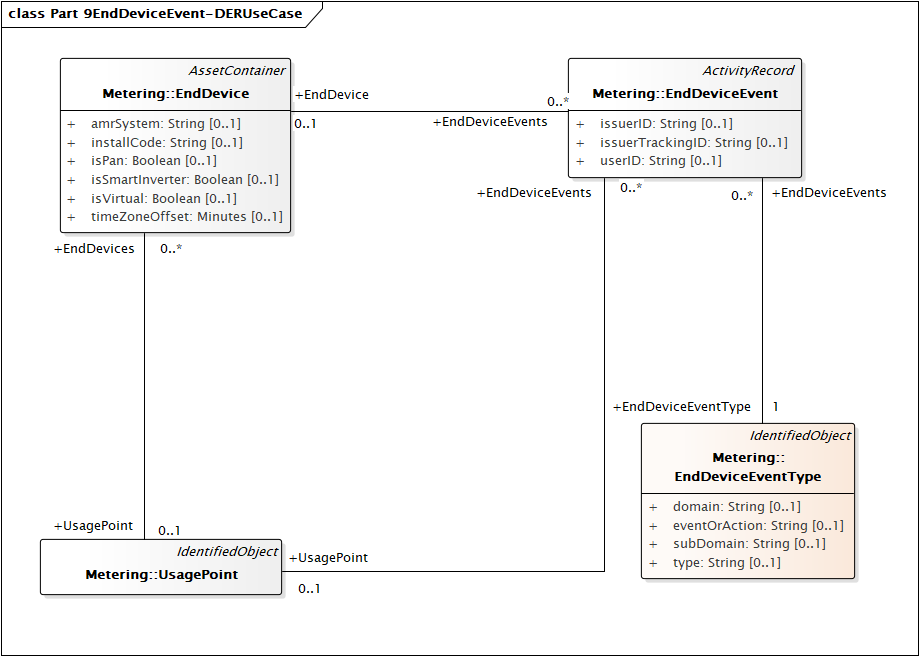 class Part 9EndDeviceEvent-DERUseCase
AssetContainer
Metering::EndDevice
+ amrSystem: String [0..1]
+ installCode: String [0..1]
+ isPan: Boolean [0..1]
+ isSmartInverter: Boolean [0..1]
+ isVirtual: Boolean [0..1]
+ timeZoneOffset: Minutes [0..1]
+EndDevice
0..1
0..*
+EndDeviceEvents
ActivityRecord
Metering::EndDeviceEvent
+ issuerID: String [0..1]
+ issuerTrackingID: String [0..1]
+ userID: String [0..1]
+EndDeviceEvents
0..*
0..*
+EndDeviceEvents
+EndDevices
0..*
+EndDeviceEventType
1
IdentifiedObject
Metering::
EndDeviceEventType
+ domain: String [0..1]
+ eventOrAction: String [0..1]
+ subDomain: String [0..1]
+ type: String [0..1]
+UsagePoint
0..1
IdentifiedObject
Metering::UsagePoint
+UsagePoint
0..1